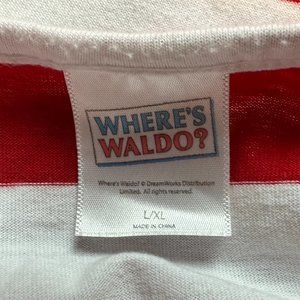 WHERE'S
WALDO?
Where's Waldo? © DreamWorks Distribution
Limited. All rights reserved.
L/XL
MADE IN CHINA